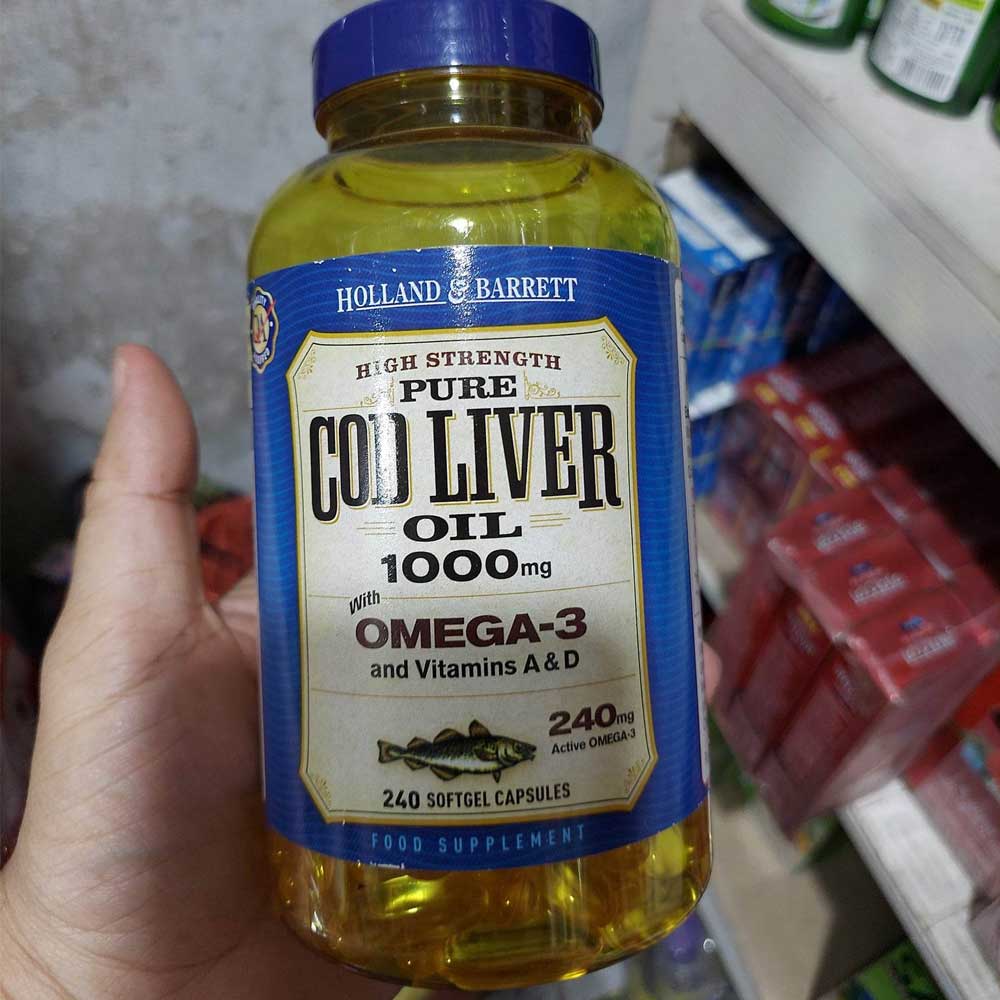 HOLLAND & BARRETT
QA
HIGH STRENGTH
PURE
COD LIVER
OIL
1000mg
With
OMEGA-3
and Vitamins A & D
240mg
Active OMEGA-3
240 SOFTGEL CAPSULES
FOOD SUPPLEMENT